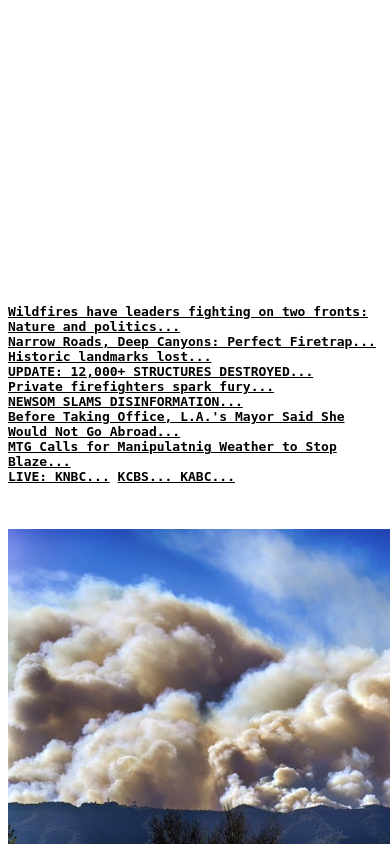 Wildfires have leaders fighting on two fronts:
Nature and politics...
Narrow Roads, Deep Canyons: Perfect Firetrap...
Historic landmarks lost...
UPDATE: 12,000+ STRUCTURES DESTROYED...
Private firefighters spark fury...
NEWSOM SLAMS DISINFORMATION...
Before Taking Office, L.A.'s Mayor Said She
Would Not Go Abroad...
MTG Calls for Manipulatnig Weather to Stop
Blaze...
LIVE: KNBC... KCBS... KABC...